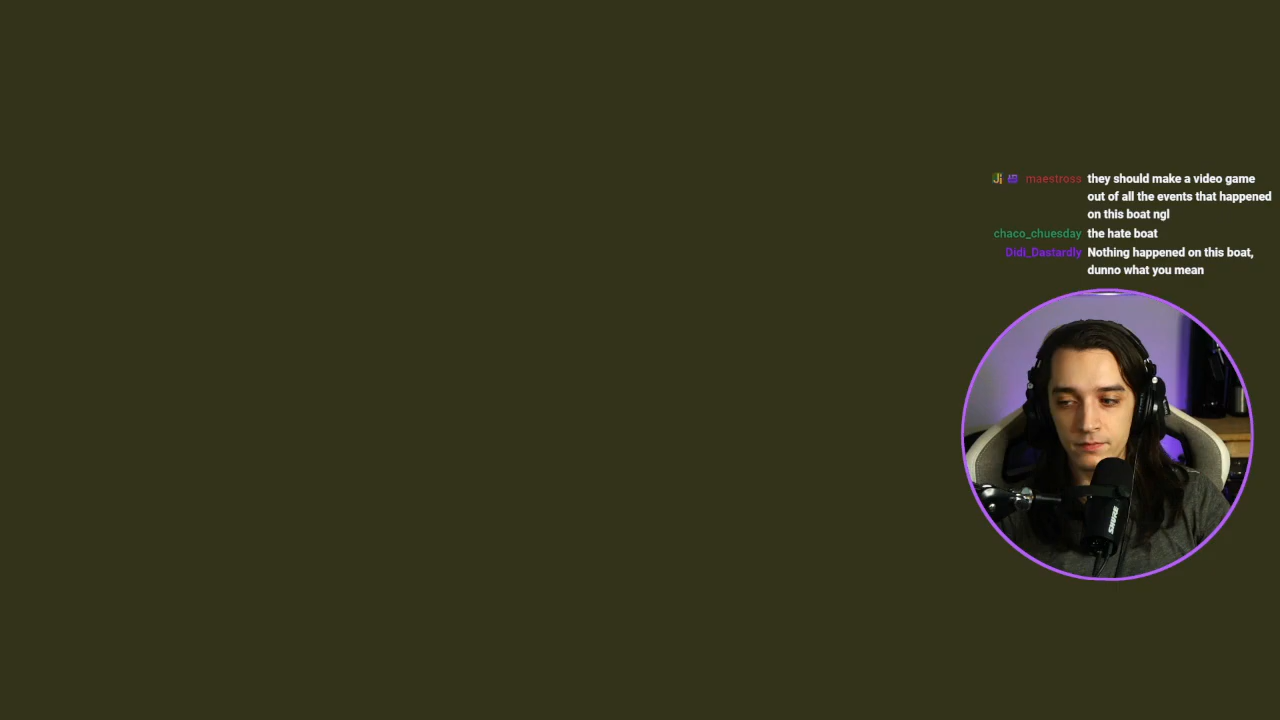 maestross they should make a video game
out of all the events that happened
on this boat ngl
chaco_chuesday the hate boat
Didi_Dastardly Nothing happened on this boat,
dunno what you mean
SHURE